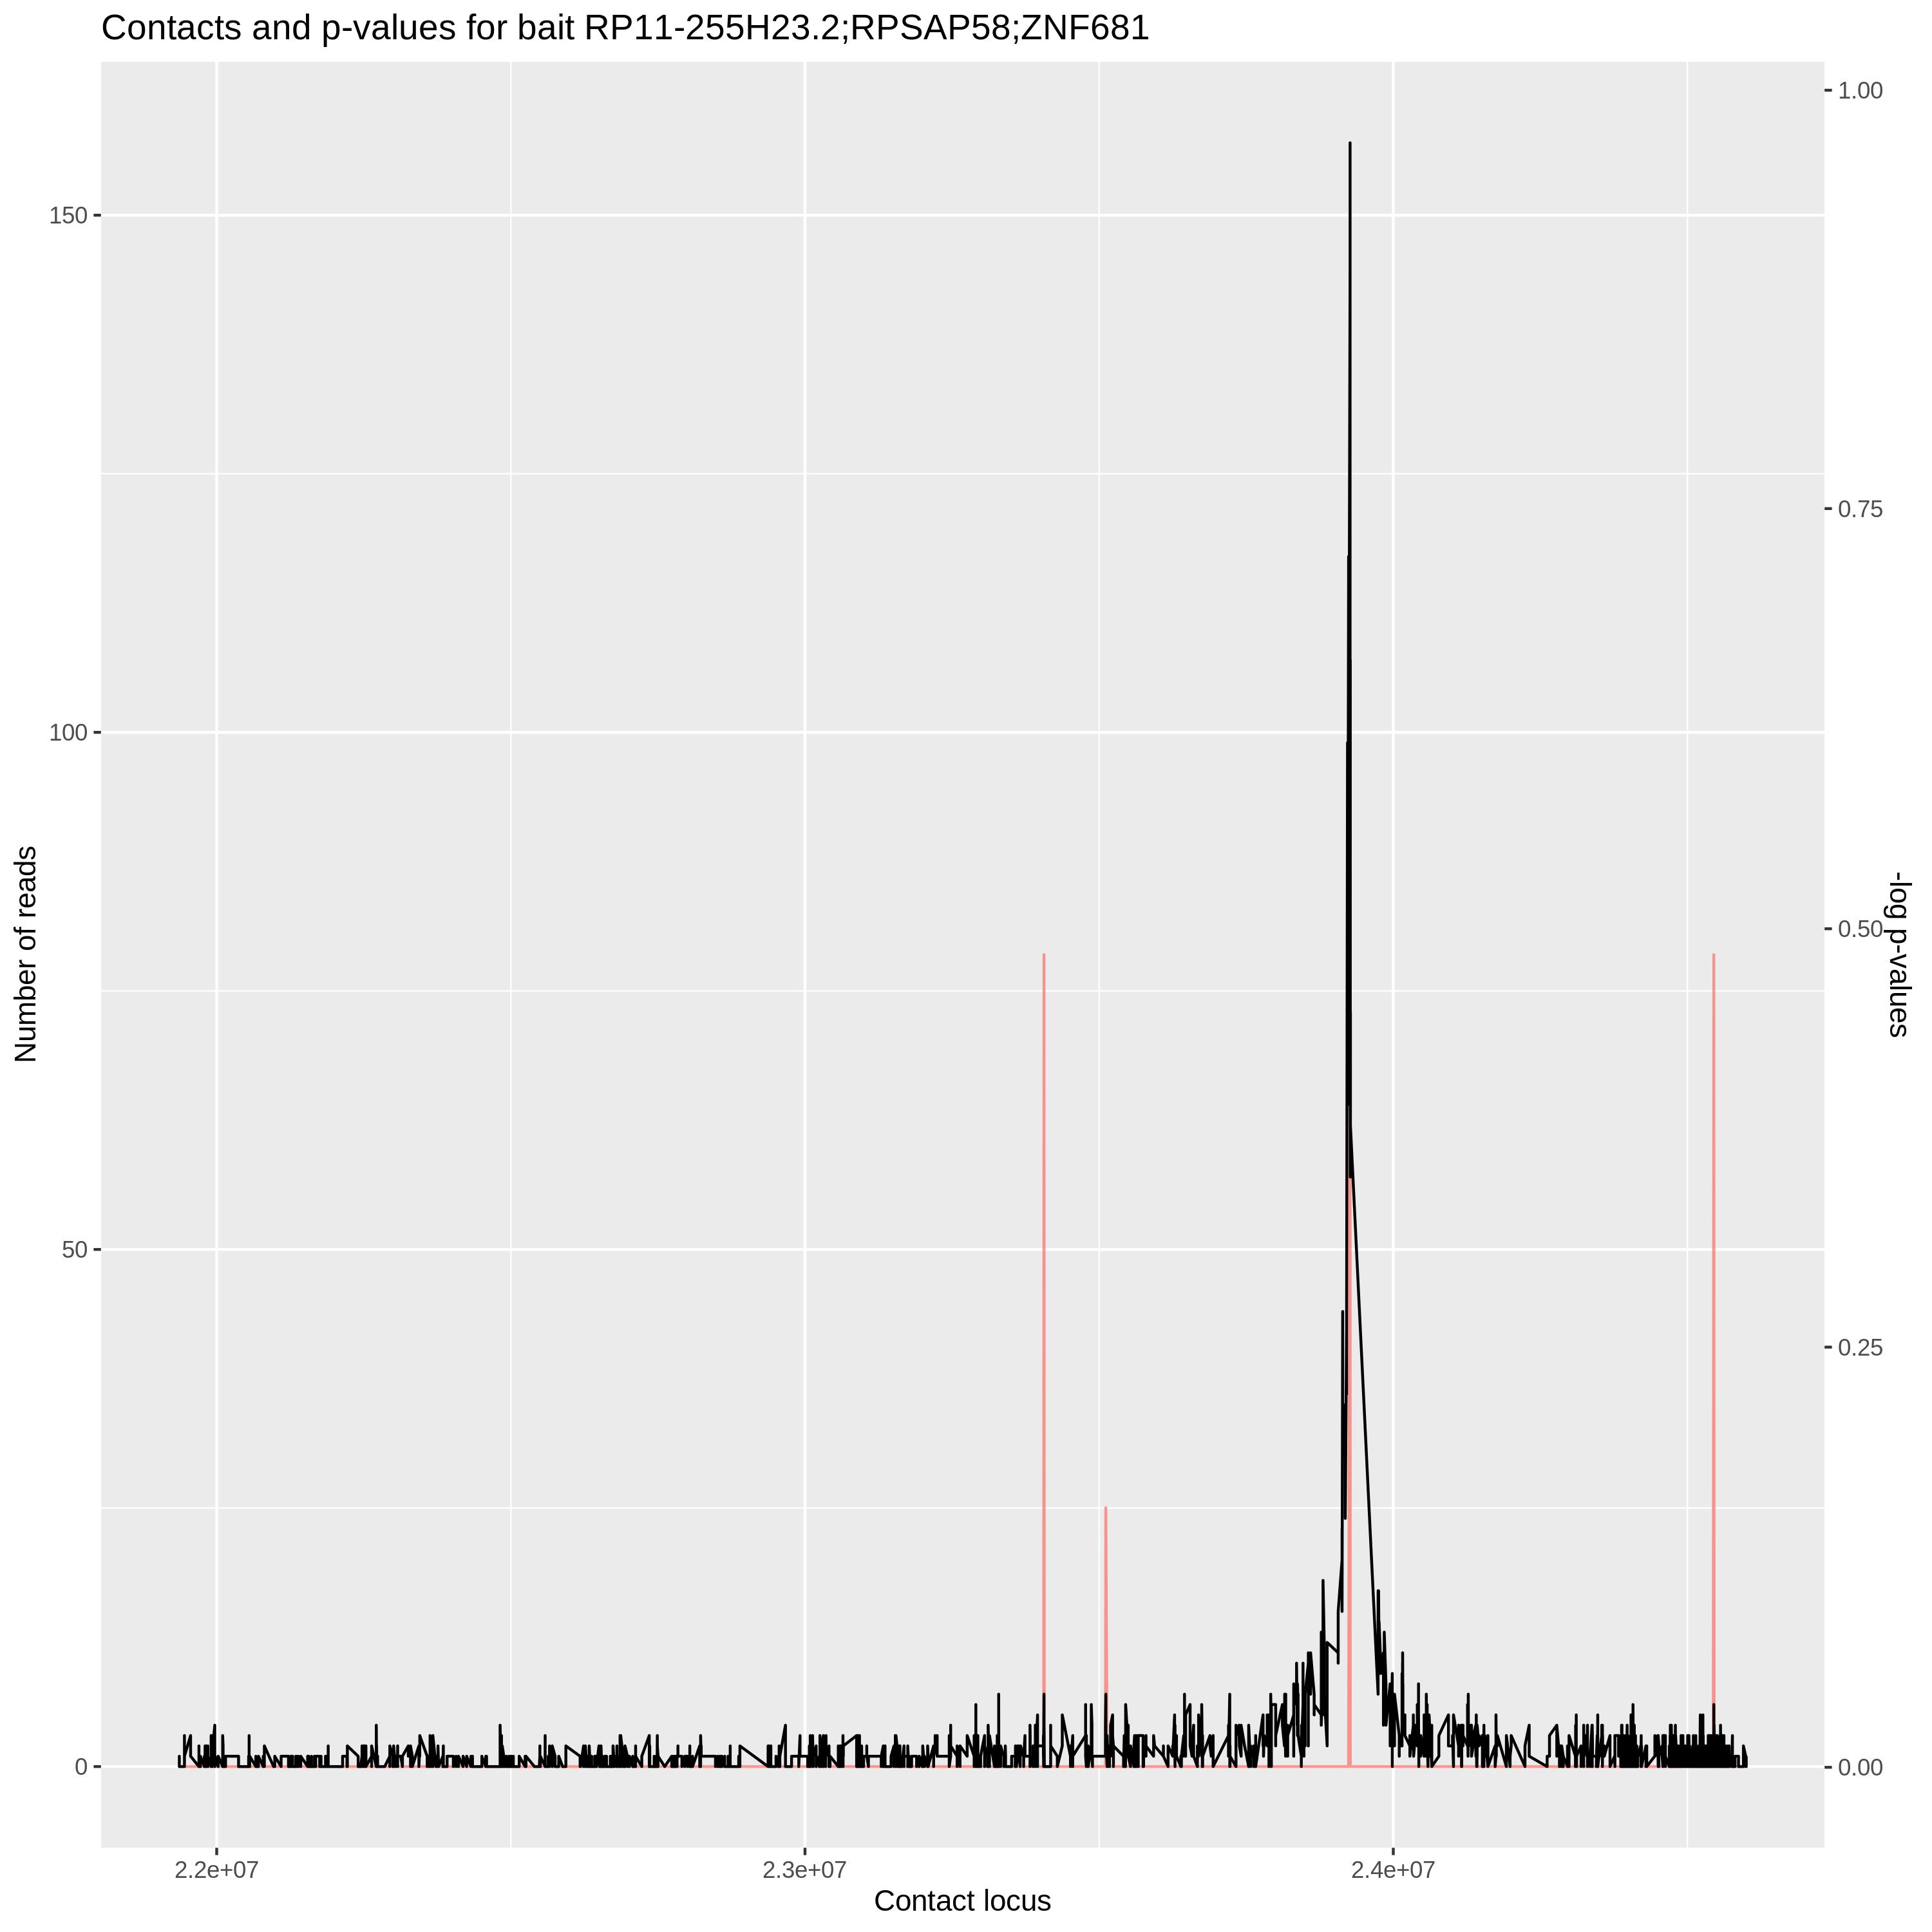 Contacts and p-values for bait RP11-255H23.2;RPSAP58;ZNF681
150
100
50
0
Number of reads
1.00
0.75
0.50
0.25
0.00
-log p-values
2.2e+07
2.3e+07
2.4e+07
Contact locus